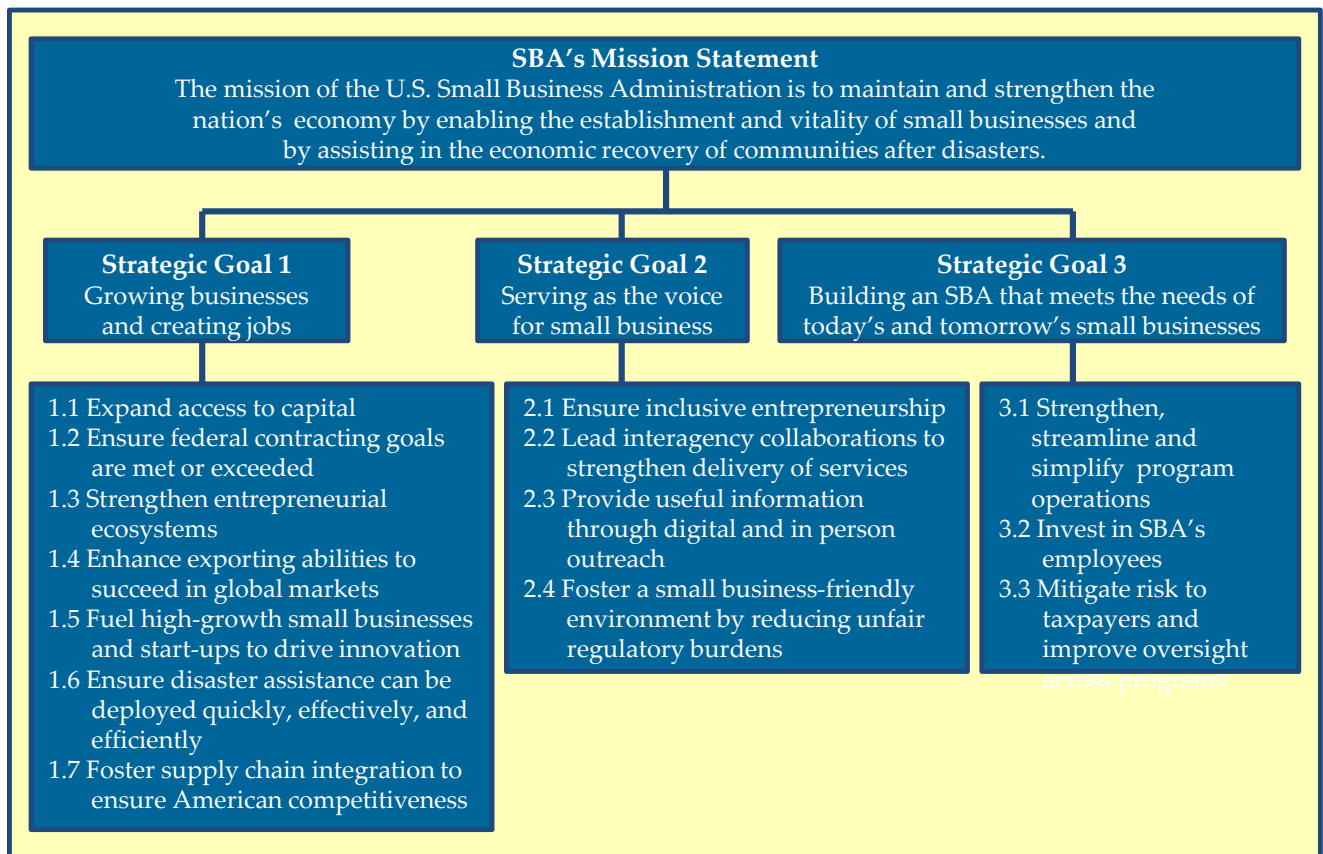 SBA’s Mission Statement
The mission of the U.S. Small Business Administration is to maintain and strengthen the
nation’s economy by enabling the establishment and vitality of small businesses and
by assisting in the economic recovery of communities after disasters.
Strategic Goal 1
Growing businesses
and creating jobs
Strategic Goal 2
Serving as the voice
for small business
Strategic Goal 3
Building an SBA that meets the needs of
today’s and tomorrow’s small businesses
1.1 Expand access to capital
1.2 Ensure federal contracting goals
are met or exceeded
1.3 Strengthen entrepreneurial
ecosystems
1.4 Enhance exporting abilities to
succeed in global markets
1.5 Fuel high-growth small businesses
and start-ups to drive innovation
1.6 Ensure disaster assistance can be
deployed quickly, effectively, and
efficiently
1.7 Foster supply chain integration to
ensure American competitiveness
2.1 Ensure inclusive entrepreneurship
2.2 Lead interagency collaborations to
strengthen delivery of services
2.3 Provide useful information
through digital and in person
outreach
2.4 Foster a small business-friendly
environment by reducing unfair
regulatory burdens
3.1 Strengthen,
streamline and
simplify program
operations
3.2 Invest in SBA’s
employees
3.3 Mitigate risk to
taxpayers and
improve oversight
across programs